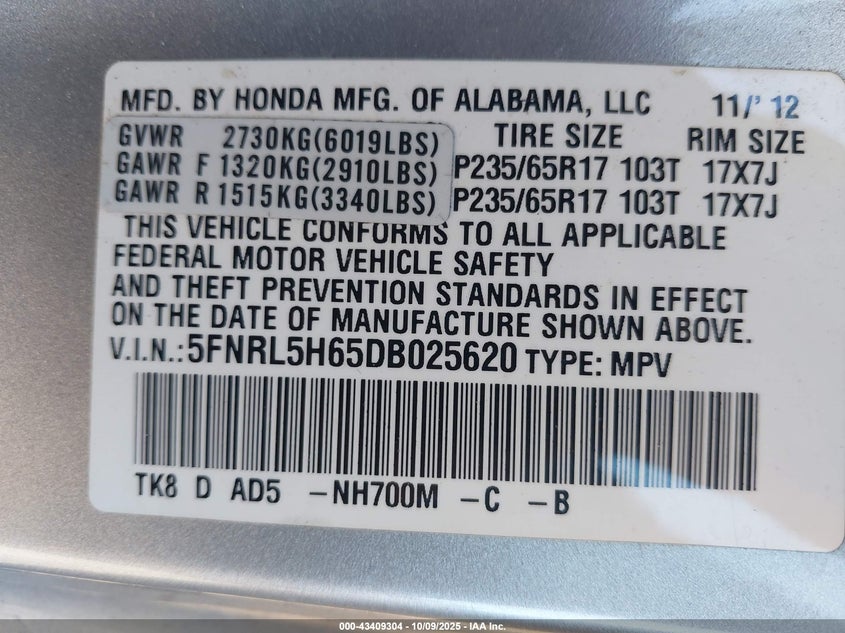 MFD. BY HONDA MFG. OF ALABAMA, LLC 11/' 12
GVWR 2730KG(6019LBS) TIRE SIZE RIM SIZE
GAWR F 1320KG(2910LBS) P235/65R17 103T 17X7J
GAWR R 1515KG(3340LBS) P235/65R17 103T 17X7J
THIS VEHICLE CONFORMS TO ALL APPLICABLE
FEDERAL MOTOR VEHICLE SAFETY
AND THEFT PREVENTION STANDARDS IN EFFECT
ON THE DATE OF MANUFACTURE SHOWN ABOVE.
V.I.N.:5FNRL5H65DB025620 TYPE: MPV
TK8 D AD5 -NH700M -C -B
000-43409304 - 10/09/2025 - IAA Inc.